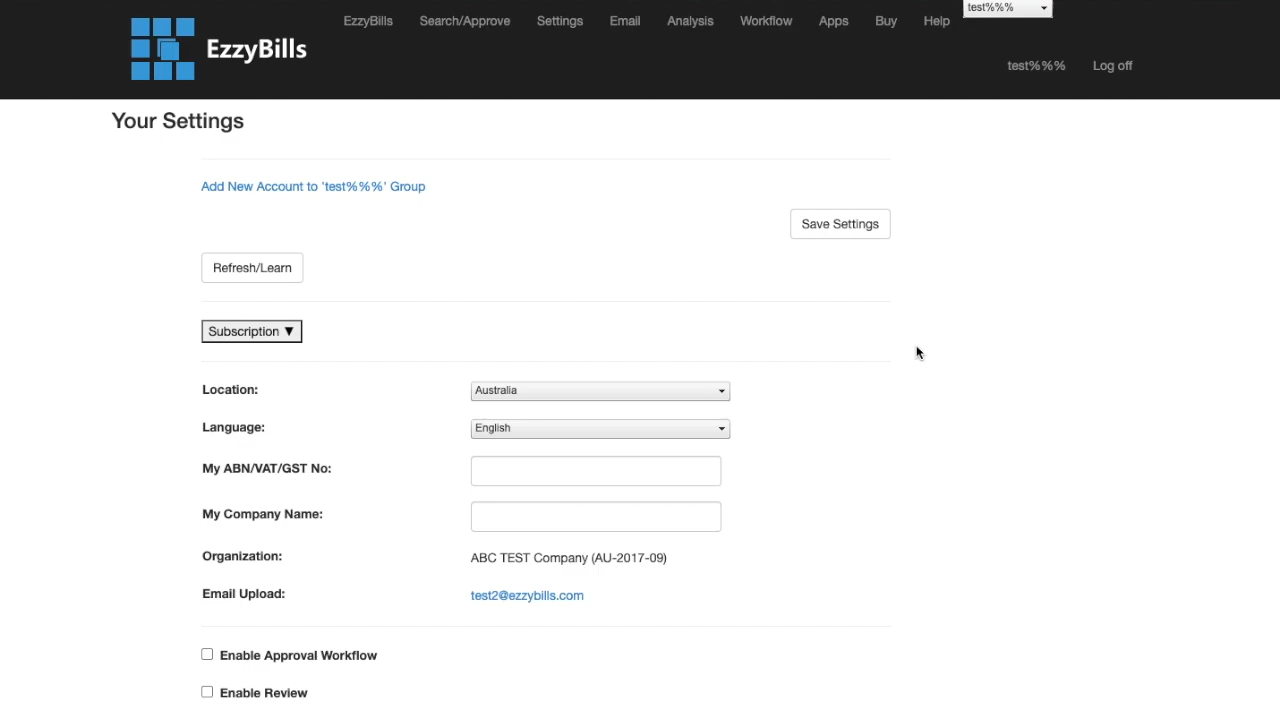 EzzyBills
EzzyBills Search/Approve Settings Email Analysis Workflow Apps Buy Help
test%%%
test%%% Log off
Your Settings
Add New Account to 'test%%%' Group
Save Settings
Refresh/Learn
Subscription ▼
Location: Australia
Language: English
My ABN/VAT/GST No:
My Company Name:
Organization: ABC TEST Company (AU-2017-09)
Email Upload: test2@ezzybills.com
Enable Approval Workflow
Enable Review